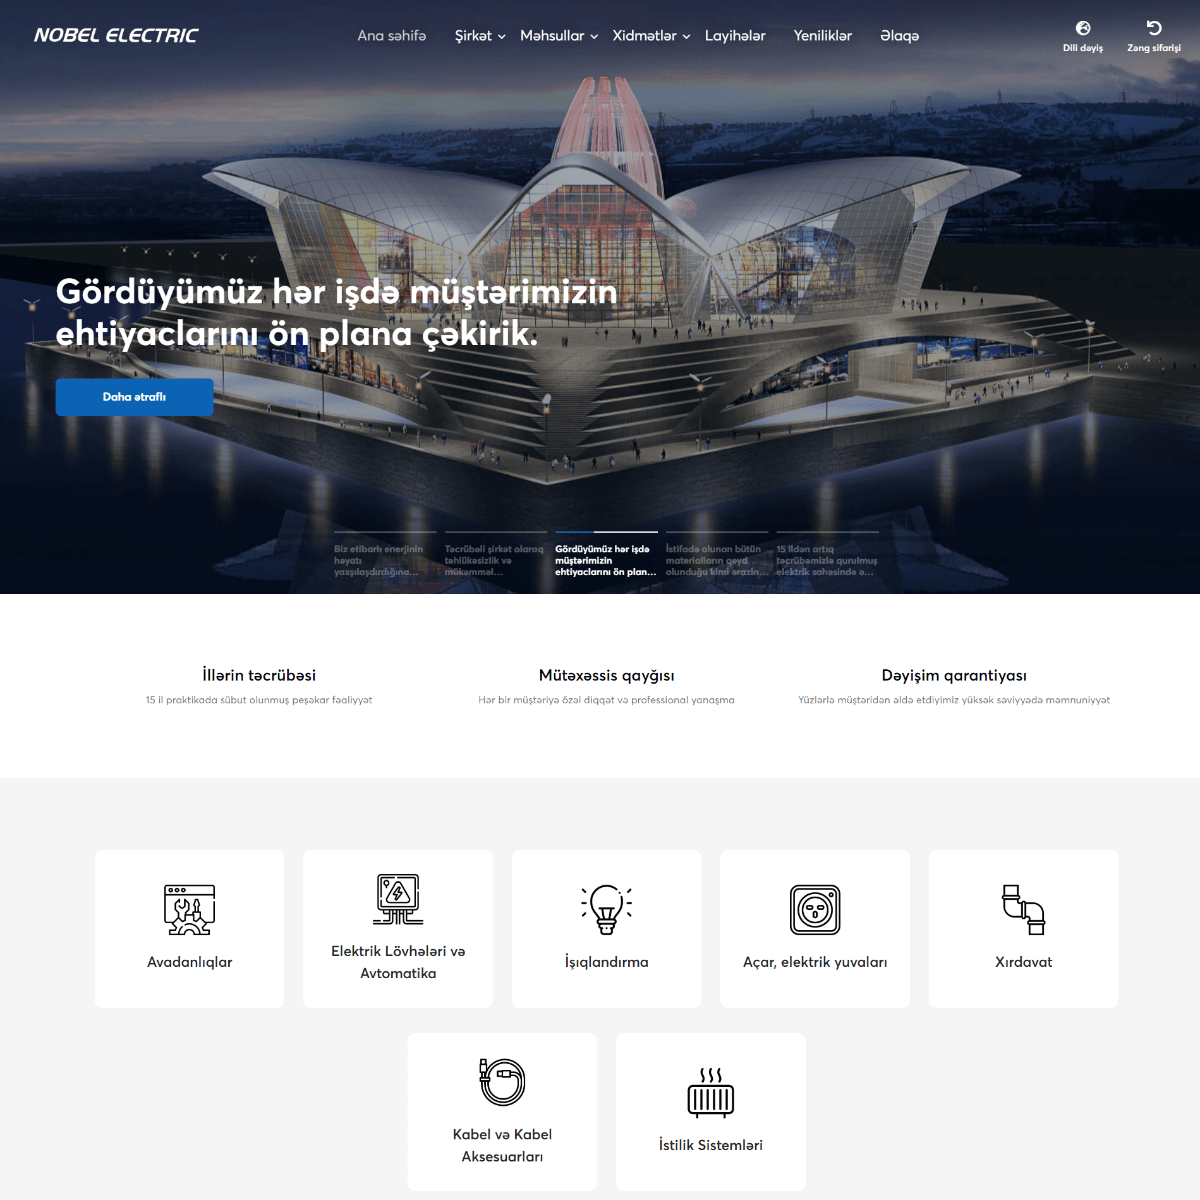 NOBEL ELECTRIC
Ana səhifə
Şirkət
Məhsullar
Xidmətlər
Layihələr
Yeniliklər
Əlaqə
Dili dəyiş
Zəng sifarişi
Gördüyümüz hər işdə müştərimizin
ehtiyaclarını ön plana çəkirik.
Daha ətraflı
Biz etibarlı enerjinin
həyatı
yaxşılaşdırdığına...
Təcrübəli şirkət olaraq
təhlükəsizlik və
mükəmməl...
Gördüyümüz hər işdə
müştərimizin
ehtiyaclarını ön plan...
İstifadə olunan bütün
materialların qeyd
olunduğu kimi ərazin...
15 ildən artıq
təcrübəmizlə qurulmuş
elektrik sahəsində ə...
İllərin təcrübəsi
15 il praktikada sübut olunmuş peşəkar fəaliyyət
Mütəxəssis qayğısı
Hər bir müştəriyə özəl diqqət və professional yanaşma
Dəyişim qarantiyası
Yüzlərlə müştəridən əldə etdiyimiz yüksək səviyyədə məmnuniyyət
Avadanlıqlar
Elektrik Lövhələri və
Avtomatika
İşıqlandırma
Açar, elektrik yuvaları
Xırdavat
Kabel və Kabel
Aksesuarları
İstilik Sistemləri